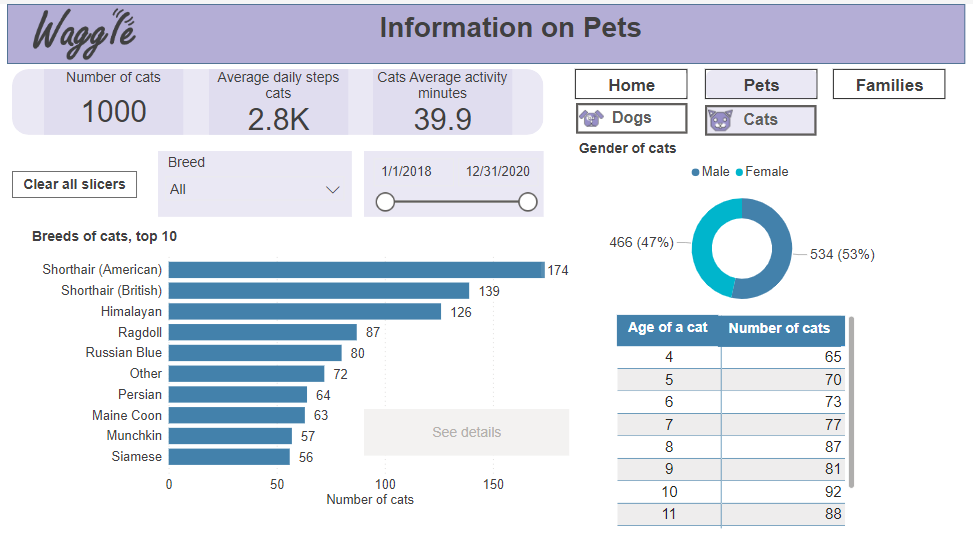 Waggle
Information on Pets
Number of cats
1000
Average daily steps
cats
2.8K
Cats Average activity
minutes
39.9
Home
Pets
Families
Dogs
Cats
Clear all slicers
Breed
All
1/1/2018 12/31/2020
Gender of cats
Male Female
466 (47%)
534 (53%)
Breeds of cats, top 10
Shorthair (American) 174
Shorthair (British) 139
Himalayan 126
Ragdoll 87
Russian Blue 80
Other 72
Persian 64
Maine Coon 63
Munchkin 57
Siamese 56
0 50 100 150
Number of cats
See details
Age of a cat Number of cats
4 65
5 70
6 73
7 77
8 87
9 81
10 92
11 88